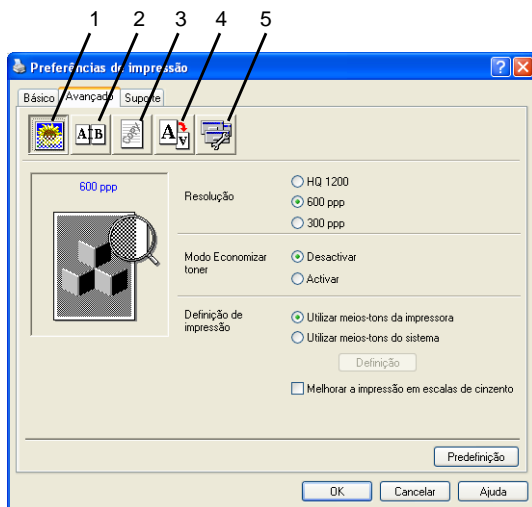 1 2 3 4 5
Preferências de impressão
Básico Avançado Suporte
A B COPY A A
600 ppp
Resolução
HQ 1200
600 ppp
300 ppp
Modo Economizar
toner
Desactivar
Activar
Definição de
impressão
Utilizar meios-tons da impressora
Utilizar meios-tons do sistema
Definição
Melhorar a impressão em escalas de cinzento
Predefinição
OK Cancelar Ajuda